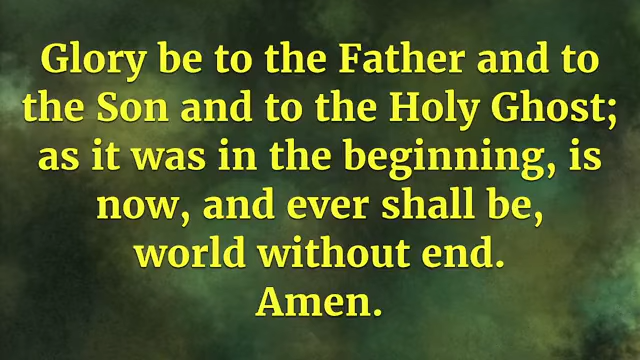 Glory be to the Father and to
the Son and to the Holy Ghost;
as it was in the beginning, is
now, and ever shall be,
world without end.
Amen.